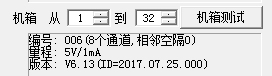 机箱 从 1 到 32 机箱测试
编号: 006(8个通道,相邻空隔0)
量程: 5V/1mA
版本: V6.13(ID=2017.07.25.000)